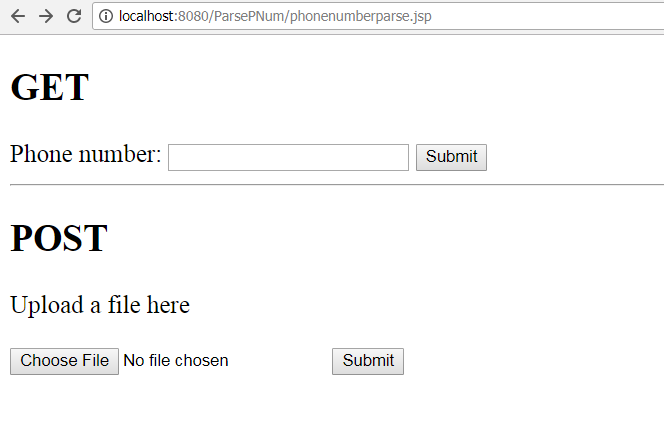 localhost:8080/ParsePNum/phonenumberparse.jsp
GET
Phone number: Submit
POST
Upload a file here
Choose File No file chosen Submit